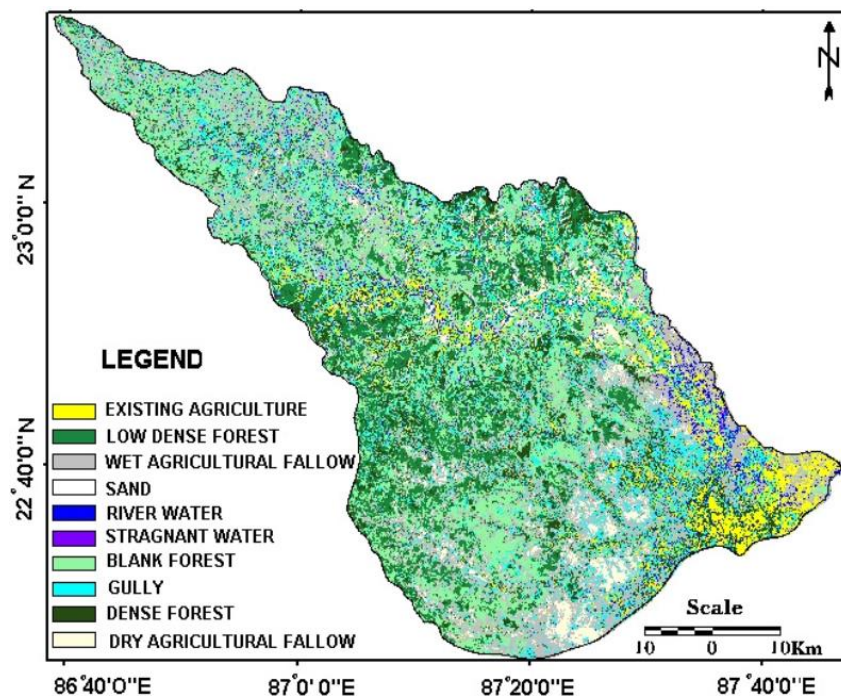 N
23°0'0" N
22°40'0"N
LEGEND
EXISTING AGRICULTURE
LOW DENSE FOREST
WET AGRICULTURAL FALLOW
SAND
RIVER WATER
STRAGNANT WATER
BLANK FOREST
GULLY
DENSE FOREST
DRY AGRICULTURAL FALLOW
Scale
10 0 10Km
86°40'0"E 87°0'0"E 87°20'0"E 87°40'0"E